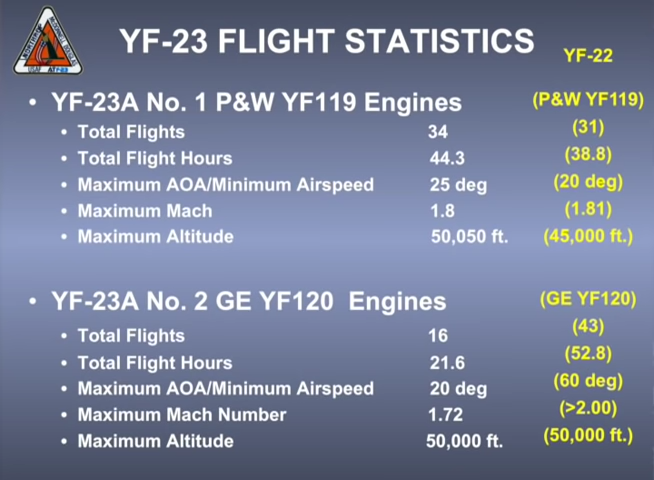 YF-23 FLIGHT STATISTICS
YF-22
• YF-23A No. 1 P&W YF119 Engines (P&W YF119)
• Total Flights 34 (31)
• Total Flight Hours 44.3 (38.8)
• Maximum AOA/Minimum Airspeed 25 deg (20 deg)
• Maximum Mach 1.8 (1.81)
• Maximum Altitude 50,050 ft. (45,000 ft.)
• YF-23A No. 2 GE YF120 Engines (GE YF120)
• Total Flights 16 (43)
• Total Flight Hours 21.6 (52.8)
• Maximum AOA/Minimum Airspeed 20 deg (60 deg)
• Maximum Mach Number 1.72 (>2.00)
• Maximum Altitude 50,000 ft. (50,000 ft.)